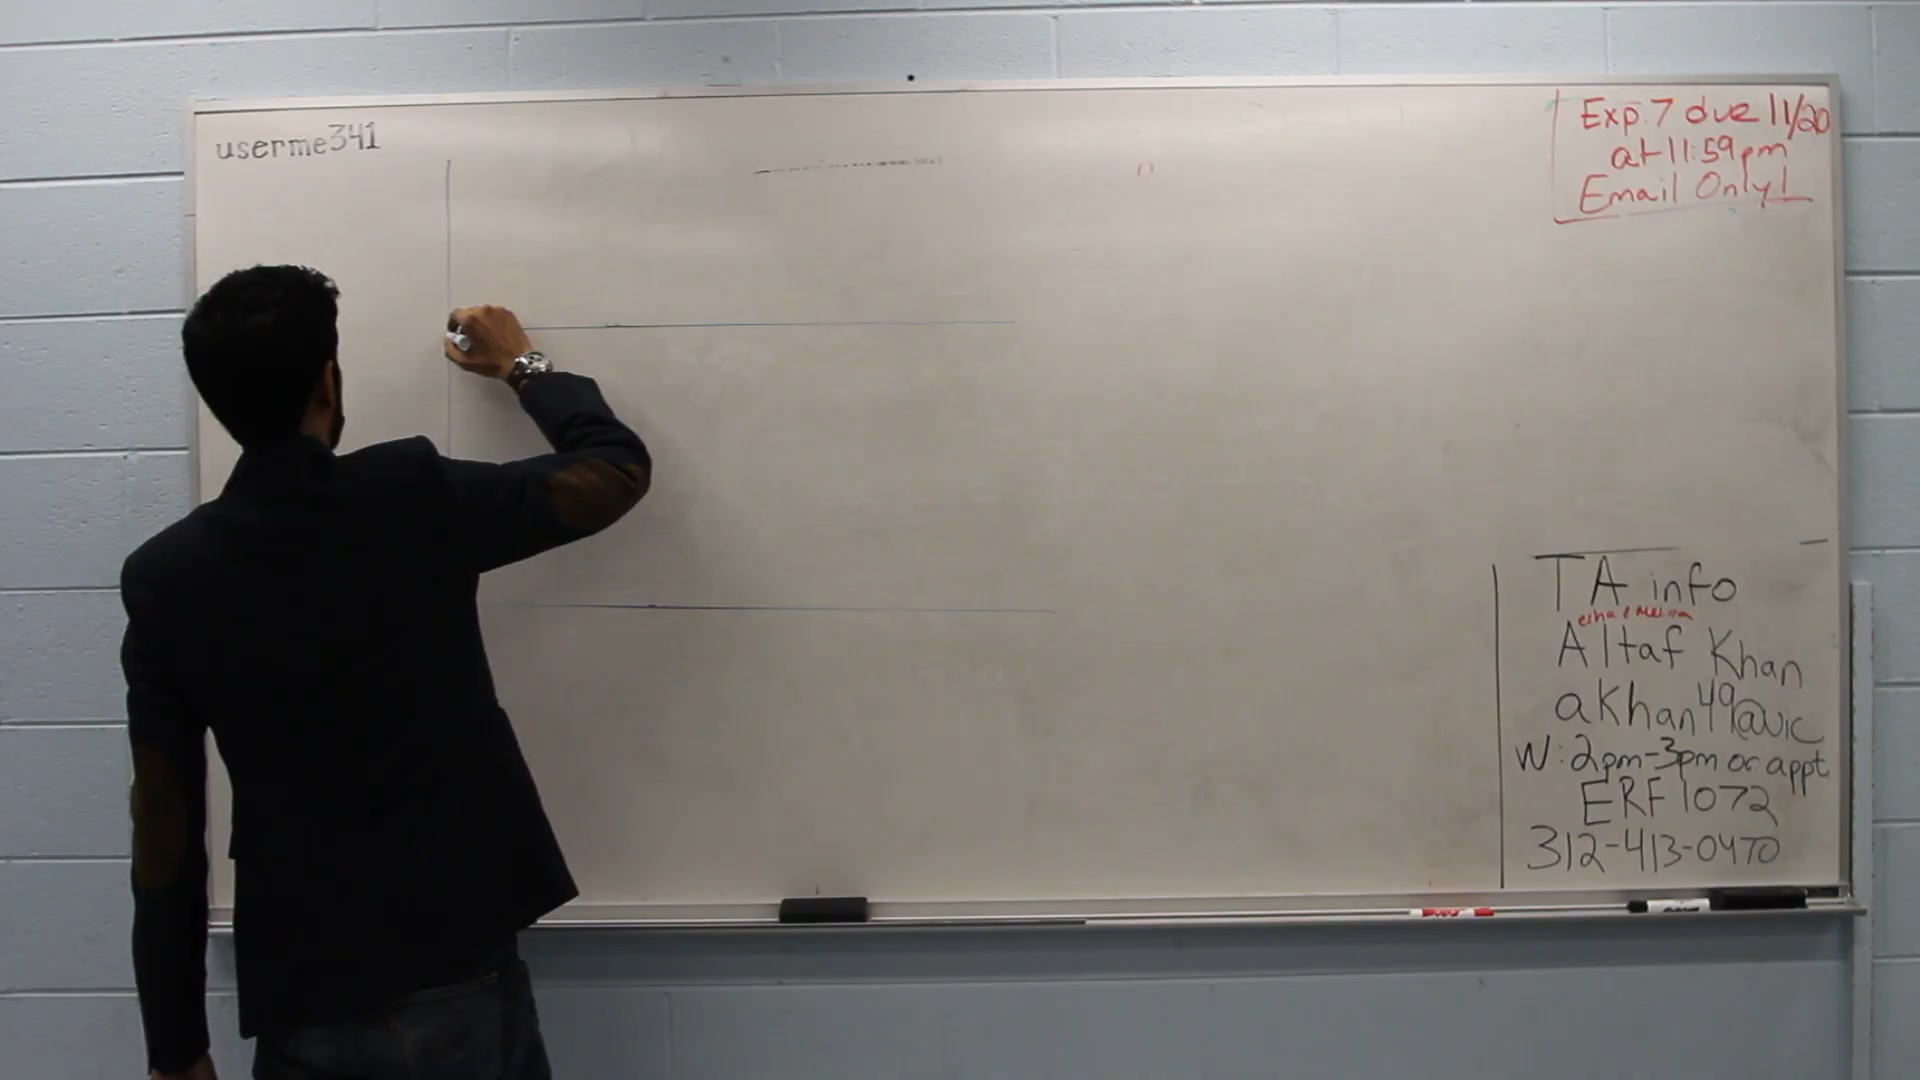 userme341
Exp. 7 due 11/20
at 11:59pm
Email Only!
TA info
Altaf Khan
akhan49@uic
W: 2pm-3pm or appt.
ERF 1072
312-413-0470